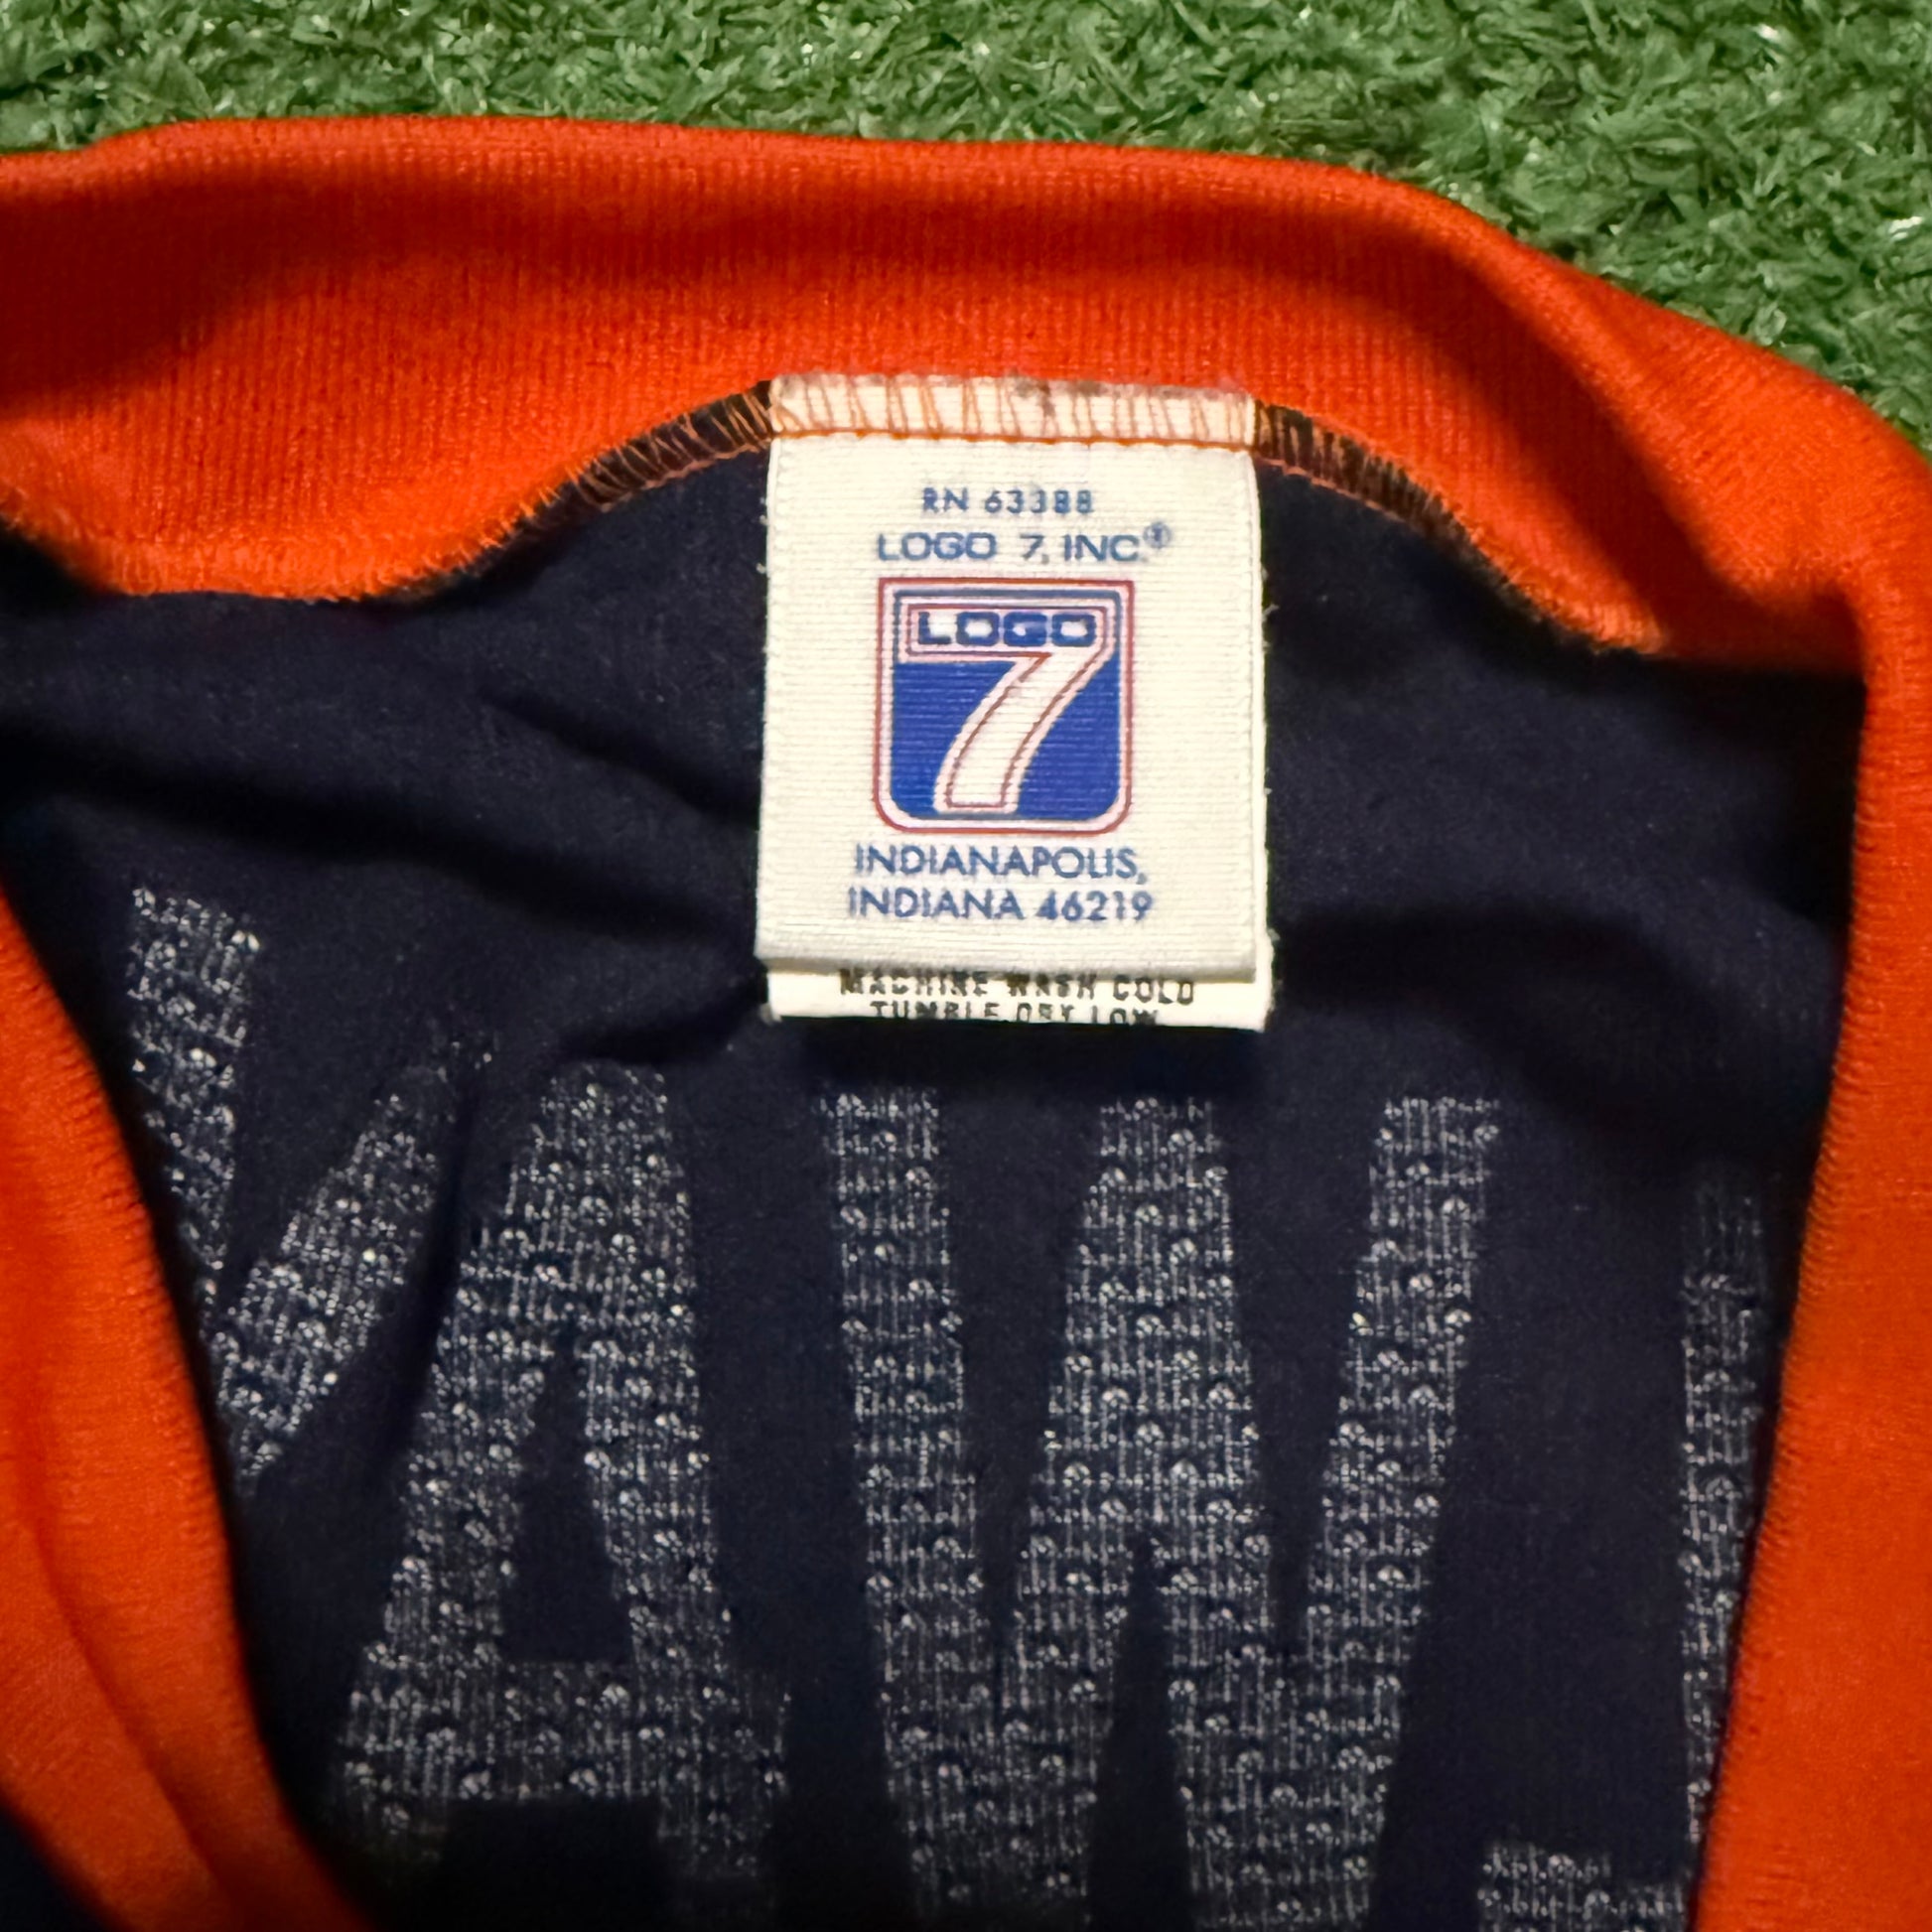 RN 63388
LOGO 7, INC.®
LOGO
7
INDIANAPOLIS,
INDIANA 46219
MACHINE WASH COLD
TUMBLE DRY LOW